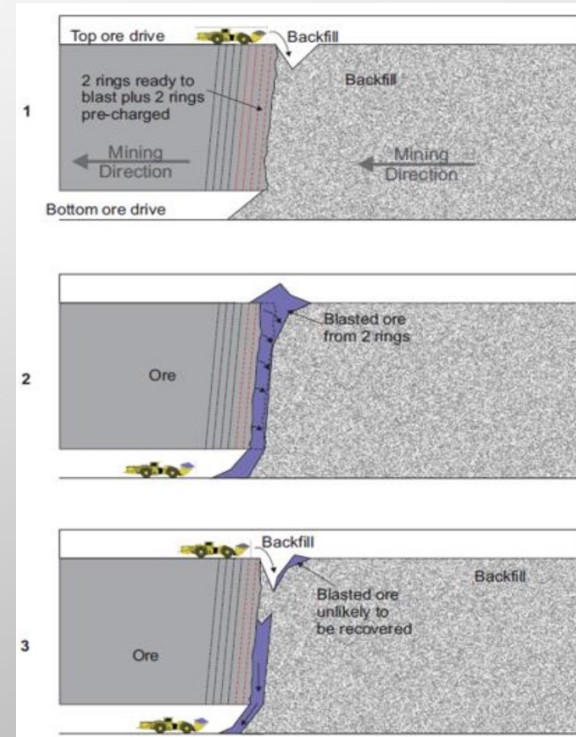 Top ore drive
Backfill
2 rings ready to
blast plus 2 rings
pre-charged
Backfill
1
Mining
Direction
Mining
Direction
Bottom ore drive
Blasted ore
from 2 rings
2
Ore
Backfill
Backfill
Blasted ore
unlikely to
be recovered
3
Ore